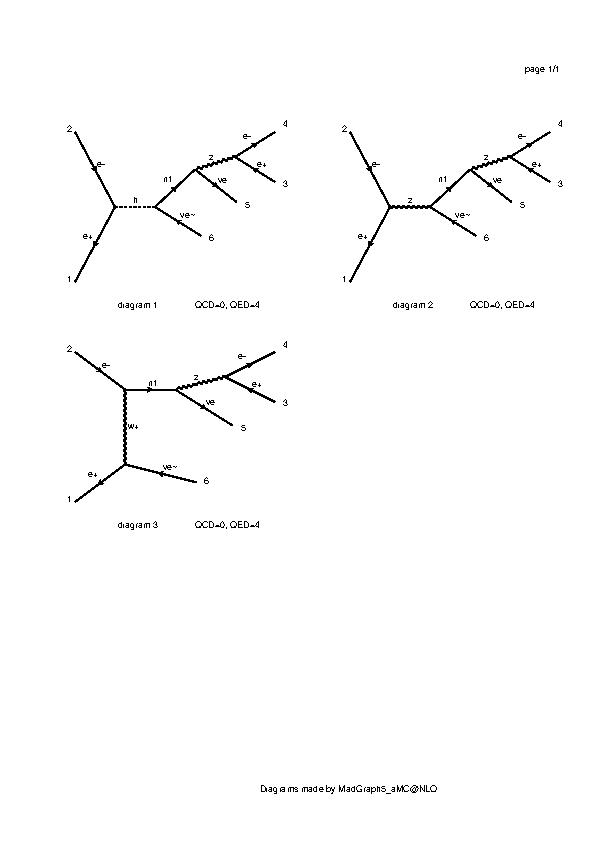 page 1/1
2
e-
h
e+
1
n1
z
e-
4
e+
3
ve
5
ve~
6
diagram 1 QCD=0, QED=4
2
e-
z
e+
1
n1
z
e-
4
e+
3
ve
5
ve~
6
diagram 2 QCD=0, QED=4
2
e-
n1
z
e-
4
e+
3
ve
5
w+
ve~
6
e+
1
diagram 3 QCD=0, QED=4
Diagrams made by MadGraph5_aMC@NLO